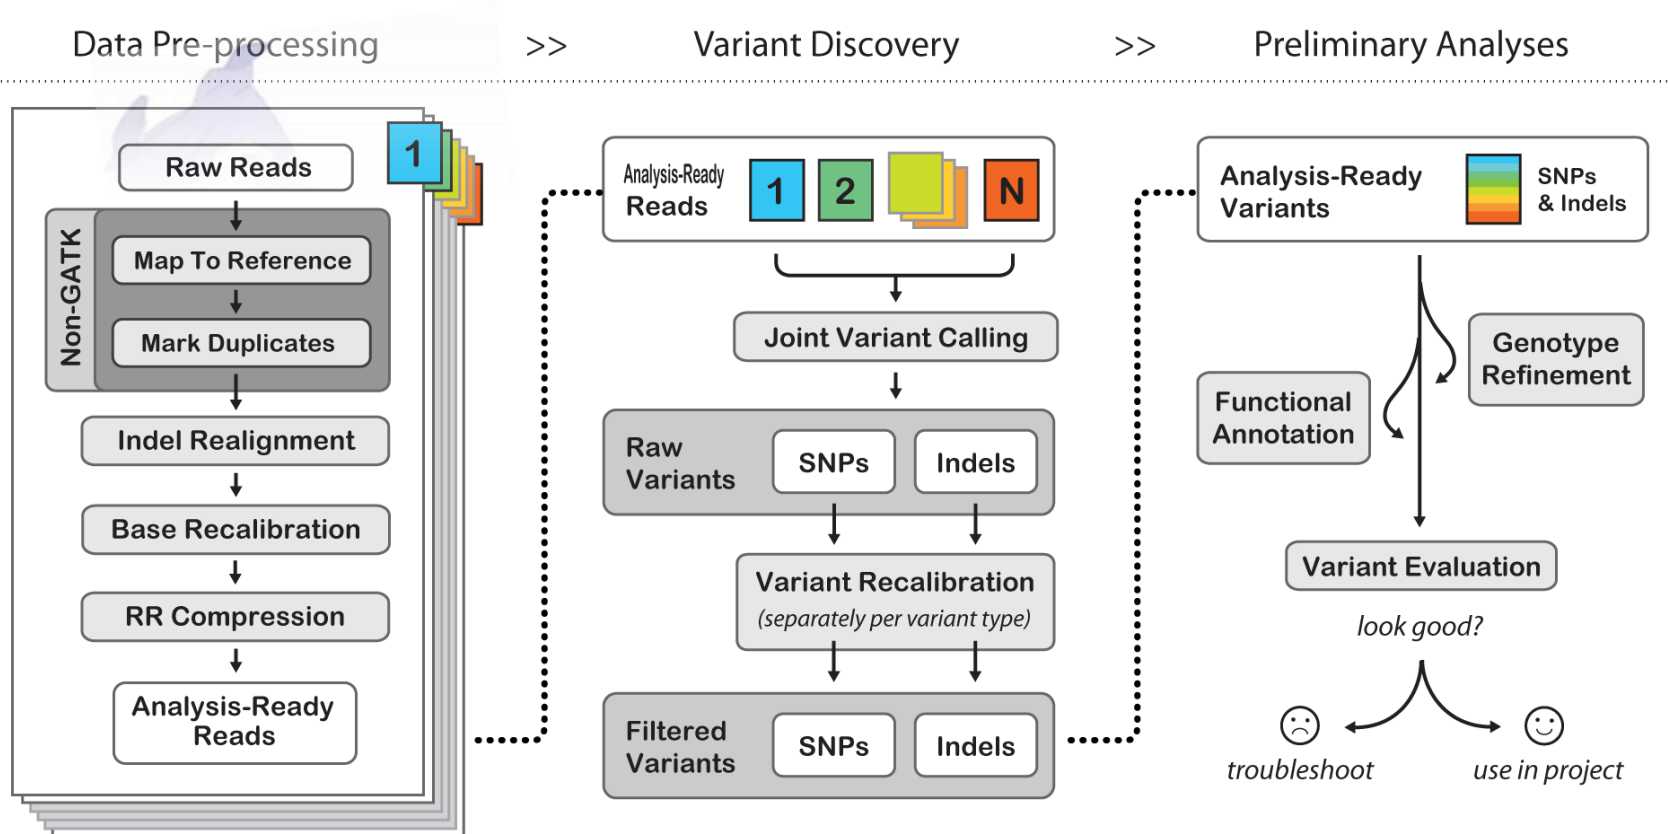 Data Pre-processing >> Variant Discovery >> Preliminary Analyses
1
Raw Reads
Non-GATK
Map To Reference
Mark Duplicates
Indel Realignment
Base Recalibration
RR Compression
Analysis-Ready
Reads
Analysis-Ready
Reads
1 2 N
Joint Variant Calling
Raw
Variants
SNPs Indels
Variant Recalibration
(separately per variant type)
Filtered
Variants
SNPs Indels
Analysis-Ready
Variants
SNPs
& Indels
Genotype
Refinement
Functional
Annotation
Variant Evaluation
look good?
troubleshoot use in project